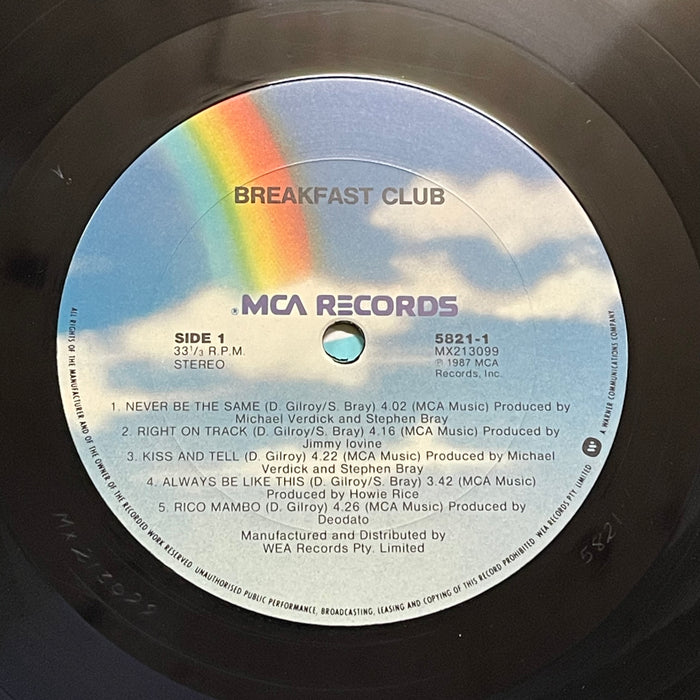 BREAKFAST CLUB
®MCA RECORDS
SIDE 1
33⅓ R.P.M.
STEREO
5821-1
MX213099
℗ 1987 MCA
Records, Inc.
1. NEVER BE THE SAME (D. Gilroy/S. Bray) 4.02 (MCA Music) Produced by
Michael Verdick and Stephen Bray
2. RIGHT ON TRACK (D. Gilroy/S. Bray) 4.16 (MCA Music) Produced by
Jimmy Iovine
3. KISS AND TELL (D. Gilroy) 4.22 (MCA Music) Produced by Michael
Verdick and Stephen Bray
4. ALWAYS BE LIKE THIS (D. Gilroy/S. Bray) 3.42 (MCA Music)
Produced by Howie Rice
5. RICO MAMBO (D. Gilroy) 4.26 (MCA Music) Produced by
Deodato
Manufactured and Distributed by
WEA Records Pty. Limited
ALL RIGHTS OF THE MANUFACTURER AND OF THE OWNER OF THE RECORDED WORK RESERVED. UNAUTHORISED PUBLIC PERFORMANCE, BROADCASTING, LEASING AND COPYING OF THIS RECORD PROHIBITED. WEA RECORDS PTY. LIMITED A WARNER COMMUNICATIONS COMPANY.
5821